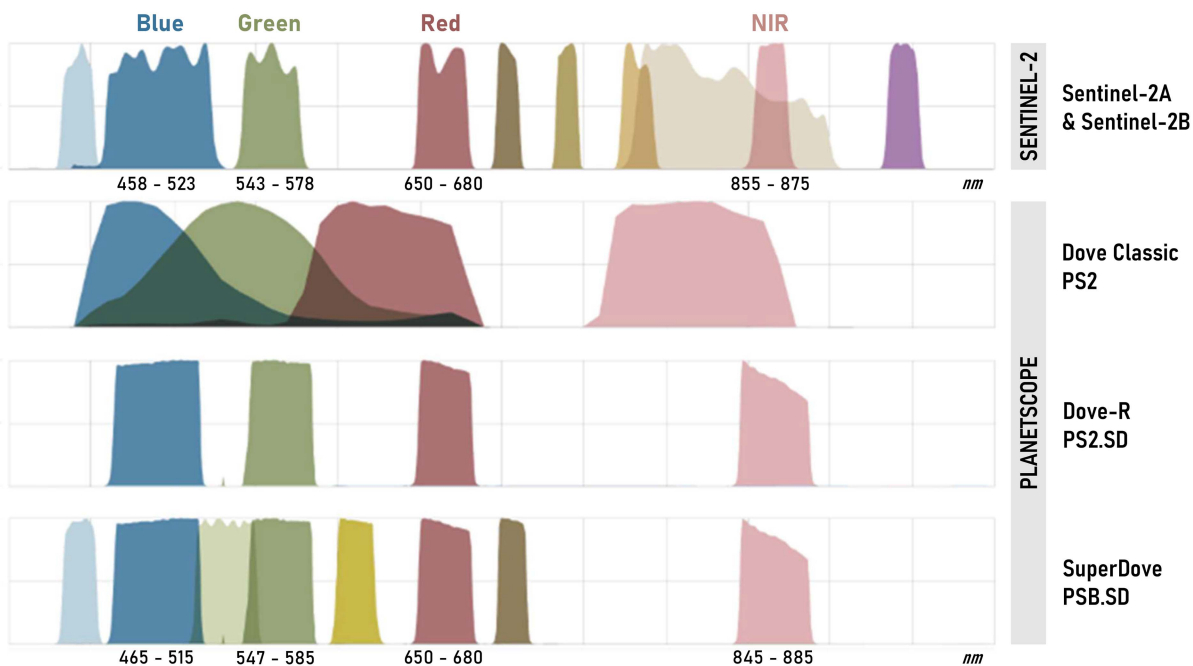 Blue Green Red NIR
SENTINEL-2
Sentinel-2A
& Sentinel-2B
458 - 523 543 - 578 650 - 680 855 - 875 nm
PLANETSCOPE
Dove Classic
PS2
Dove-R
PS2.SD
SuperDove
PSB.SD
465 - 515 547 - 585 650 - 680 845 - 885 nm